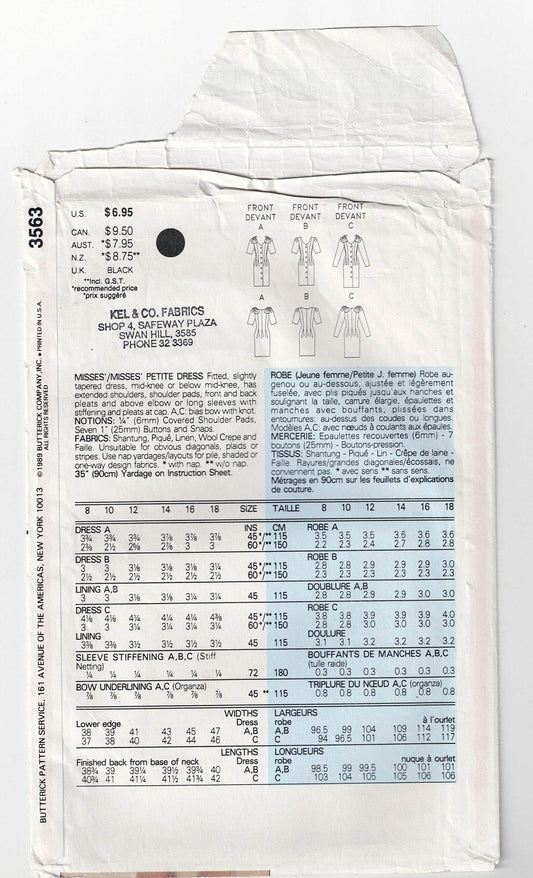 3563
U.S. $6.95
CAN. $9.50
AUST. *$7.95
N.Z. *$8.75**
U.K. BLACK
**Incl. G.S.T.
*recommended price
*prix suggéré
FRONT DEVANT A
FRONT DEVANT B
FRONT DEVANT C
A B C
KEL & CO. FABRICS
SHOP 4, SAFEWAY PLAZA
SWAN HILL, 3585
PHONE 32 3369
MISSES'/MISSES' PETITE DRESS Fitted, slightly
tapered dress, mid-knee or below mid-knee, has
extended shoulders, shoulder pads, front and back
pleats and above elbow or long sleeves with
stiffening and pleats at cap. A,C: bias bow with knot.
NOTIONS: ¼" (6mm) Covered Shoulder Pads,
Seven 1" (25mm) Buttons and Snaps.
FABRICS: Shantung, Piqué, Linen, Wool Crepe and
Faille. Unsuitable for obvious diagonals, plaids or
stripes. Use nap yardages/layouts for pile, shaded or
one-way design fabrics. * with nap. ** w/o nap.
35" (90cm) Yardage on Instruction Sheet.
ROBE (Jeune femme/Petite J. femme) Robe au-
genou ou au-dessous, ajustée et légèrement
fuselée, avec plis piqués jusqu'aux hanches et
soulignant la taille, carrure élargie, épaulettes et
manches avec bouffants, plissées dans
entournures: au-dessus des coudes ou longues.
Modèles A,C: avec nœuds à coulants aux épaules.
MERCERIE: Epaulettes recouvertes (6mm) - 7
boutons (25mm) - Boutons-pression.
TISSUS: Shantung - Piqué - Lin - Crêpe de laine -
Faille. Rayures/grandes diagonales/écossais, ne
conviennent pas. * avec sens ** sans sens.
Métrages en 90cm sur les feuillets d'explications
de couture.
8 10 12 14 16 18 SIZE TAILLE 8 10 12 14 16 18
DRESS A INS CM ROBE A
3¾ 3¾ 3¾ 3⅞ 3⅞ 3⅞ 45*/** 115 3.5 3.5 3.5 3.6 3.6 3.6
2⅜ 2½ 2⅝ 2⅞ 3 3 60*/** 150 2.2 2.3 2.4 2.7 2.8 2.8
DRESS B ROBE B
3 3 3⅛ 3⅛ 3⅛ 3¼ 45*/** 115 2.8 2.8 2.9 2.9 2.9 3.0
2½ 2½ 2½ 2½ 2½ 2½ 60*/** 150 2.3 2.3 2.3 2.3 2.3 2.3
LINING A,B DOUBLURE A,B
3 3 3⅛ 3⅛ 3¼ 3¼ 45 115 2.8 2.8 2.9 2.9 3.0 3.0
DRESS C ROBE C
4⅛ 4⅛ 4¼ 4¼ 4¼ 4⅜ 45*/** 115 3.8 3.8 3.9 3.9 3.9 4.0
3 3 3¼ 3¼ 3¼ 3¼ 60*/** 150 2.8 2.8 3.0 3.0 3.0 3.0
LINING DOULURE
3⅜ 3⅜ 3½ 3½ 3½ 3½ 45 115 3.1 3.1 3.2 3.2 3.2 3.2
SLEEVE STIFFENING A,B,C (Stiff BOUFFANTS DE MANCHES A,B,C
Netting) (tulle raide)
¼ ¼ ¼ ¼ ¼ ¼ 72 180 0.3 0.3 0.3 0.3 0.3 0.3
BOW UNDERLINING A,C (Organza) TRIPLURE DU NŒUD A,C (organza)
⅞ ⅞ ⅞ ⅞ ⅞ ⅞ 45 ** 115 0.8 0.8 0.8 0.8 0.8 0.8
WIDTHS LARGEURS
Lower edge Dress robe à l'ourlet
38 39 41 43 45 47 A,B A,B 96.5 99 104 109 114 119
37 38 40 42 44 46 C C 94 96.5 101 106 112 117
LENGTHS LONGUEURS
Finished back from base of neck Dress robe nuque à ourlet
38¾ 39 39¼ 39½ 39¾ 40 A,B A,B 98.5 99 99.5 100 101 101
40¾ 41 41¼ 41½ 41¾ 42 C C 103 104 105 105 106 106
BUTTERICK PATTERN SERVICE, 161 AVENUE OF THE AMERICAS, NEW YORK 10013 ©1989 BUTTERICK COMPANY, INC. • PRINTED IN U.S.A.